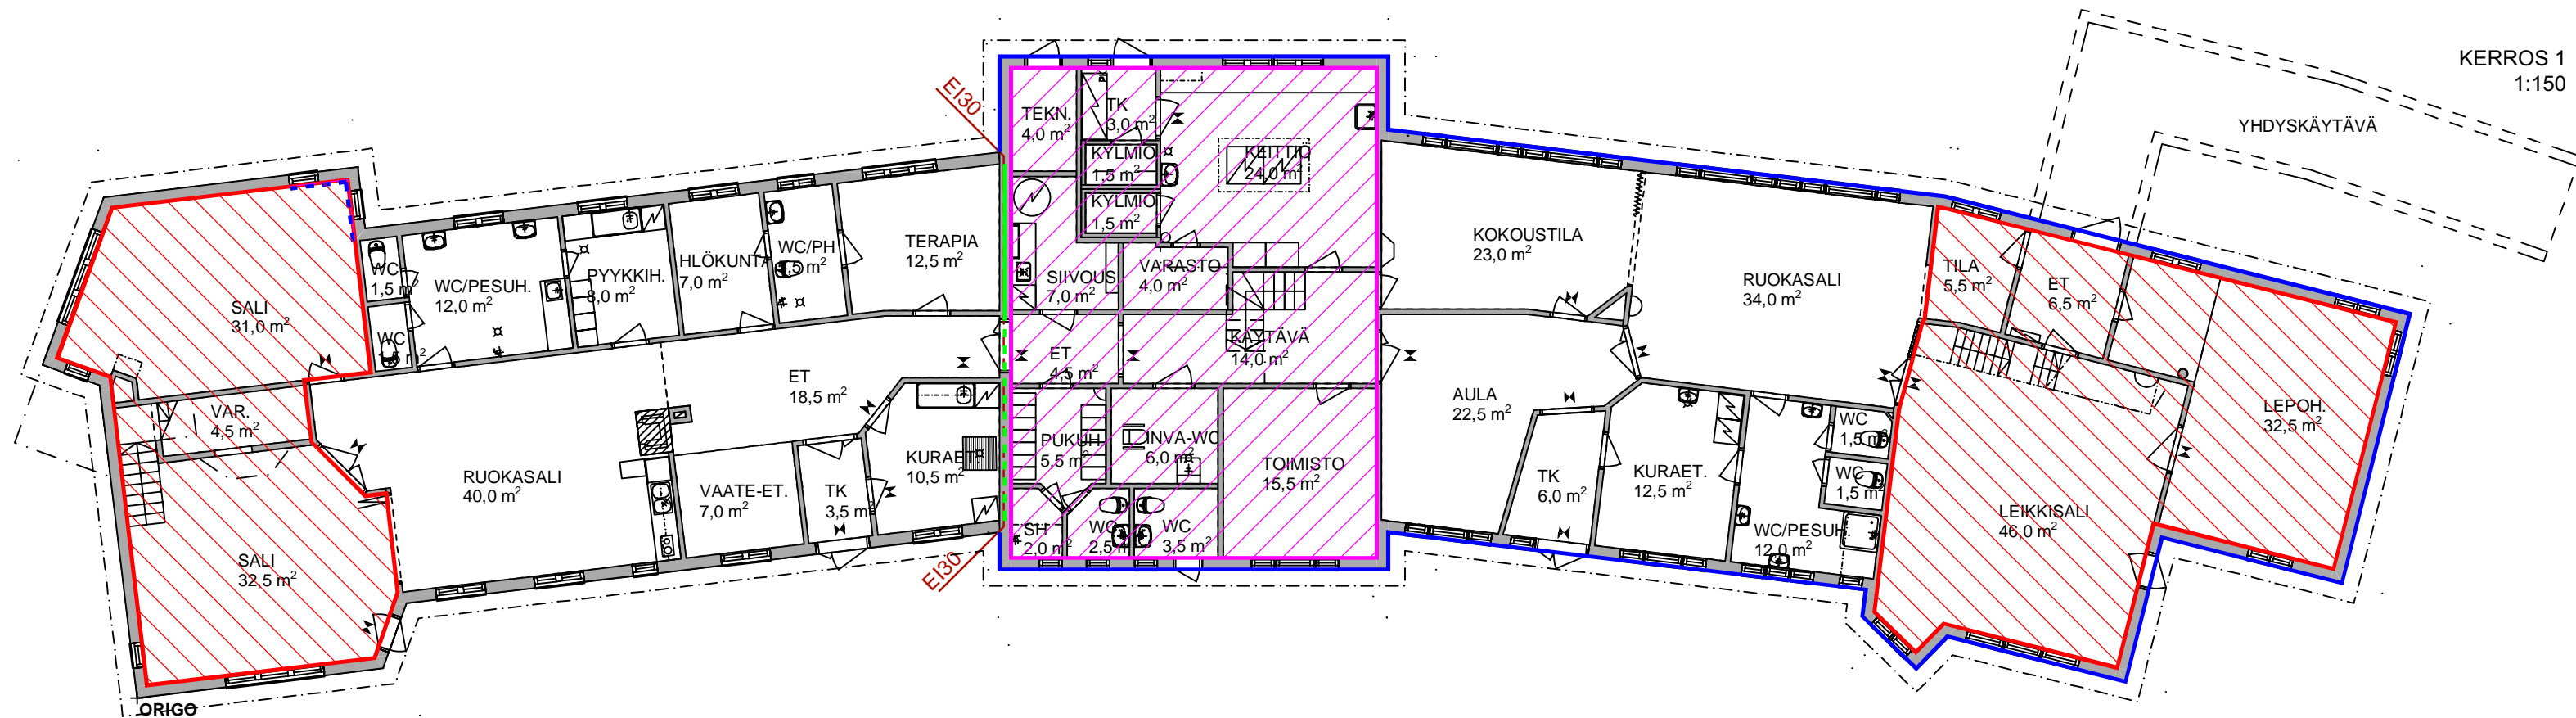 KERROS 1
1:150
YHDYSKÄYTÄVÄ
EI30
TEKN.
4,0 m²
TK
3,0 m²
KYLMIÖ
1,5 m²
KYLMIÖ
1,5 m²
KEITTIÖ
24,0 m²
SALI
31,0 m²
WC
1,5 m²
WC
1,5 m²
WC/PESUH.
12,0 m²
PYYKKIH.
8,0 m²
HLÖKUNTA
7,0 m²
WC/PH
TERAPIA
12,5 m²
SIIVOUS
7,0 m²
VARASTO
4,0 m²
KOKOUSTILA
23,0 m²
RUOKASALI
34,0 m²
TILA
5,5 m²
ET
6,5 m²
ET
18,5 m²
ET
4,5 m²
KÄYTÄVÄ
14,0 m²
AULA
22,5 m²
VAR.
4,5 m²
RUOKASALI
40,0 m²
VAATE-ET.
7,0 m²
TK
3,5 m²
KURAET.
10,5 m²
PUKUH.
5,5 m²
INVA-WC
6,0 m²
TOIMISTO
15,5 m²
TK
6,0 m²
KURAET.
12,5 m²
WC
1,5 m²
WC
1,5 m²
WC/PESUH.
12,0 m²
LEIKKISALI
46,0 m²
LEPOH.
32,5 m²
SALI
32,5 m²
SH
2,0 m²
WC
2,5 m²
WC
3,5 m²
EI30
ORIGO